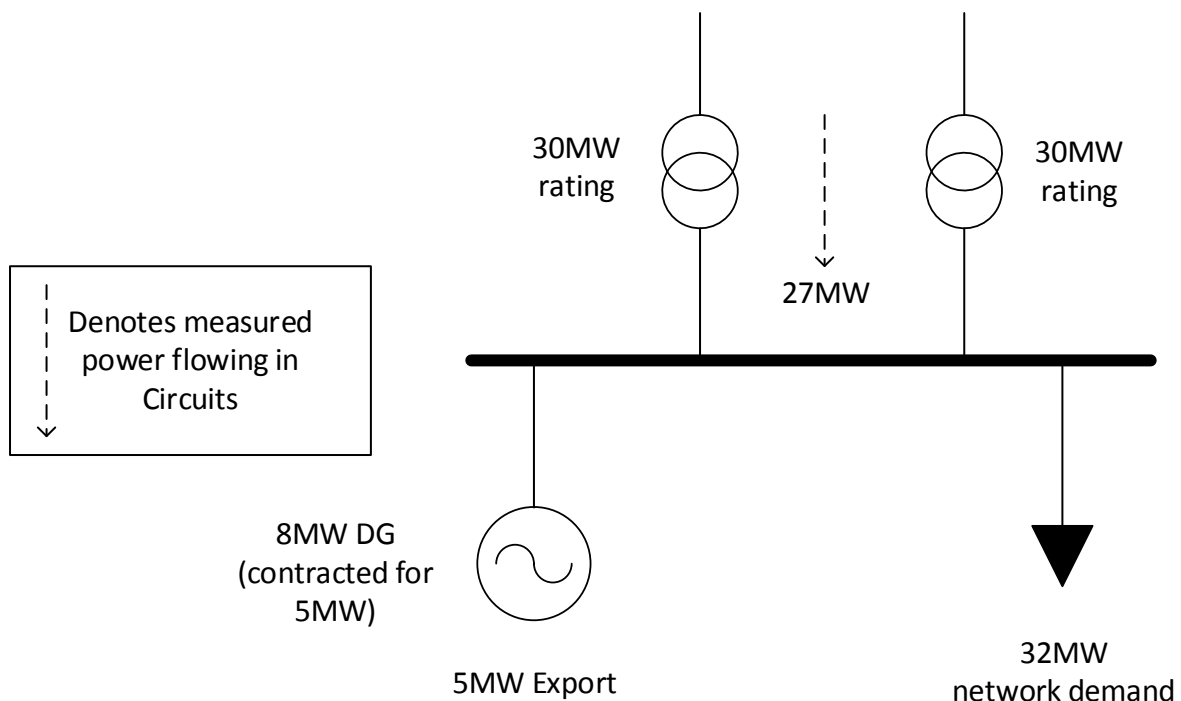 30MW
rating
30MW
rating
27MW
Denotes measured
power flowing in
Circuits
8MW DG
(contracted for
5MW)
5MW Export
32MW
network demand